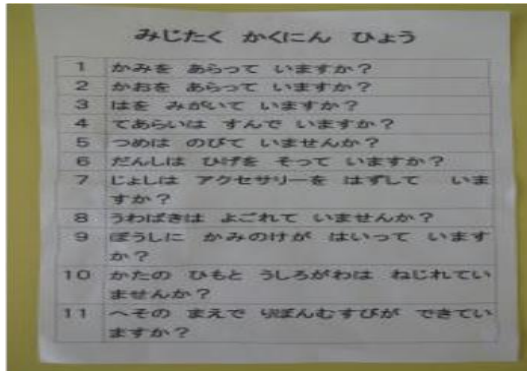 みじたく かくにん ひょう
1 かみを あらって いますか？
2 かおを あらって いますか？
3 はを みがいて いますか？
4 てあらいは すんで いますか？
5 つめは のびて いませんか？
6 だんしは ひげを そって いますか？
7 じょしは アクセサリーを はずして いま
すか？
8 うわばきは よごれて いませんか？
9 ぼうしに かみのけが はいって います
か？
10 かたの ひもと うしろがわは ねじれてい
ませんか？
11 へその まえで りぼんむすびが できてい
ますか？